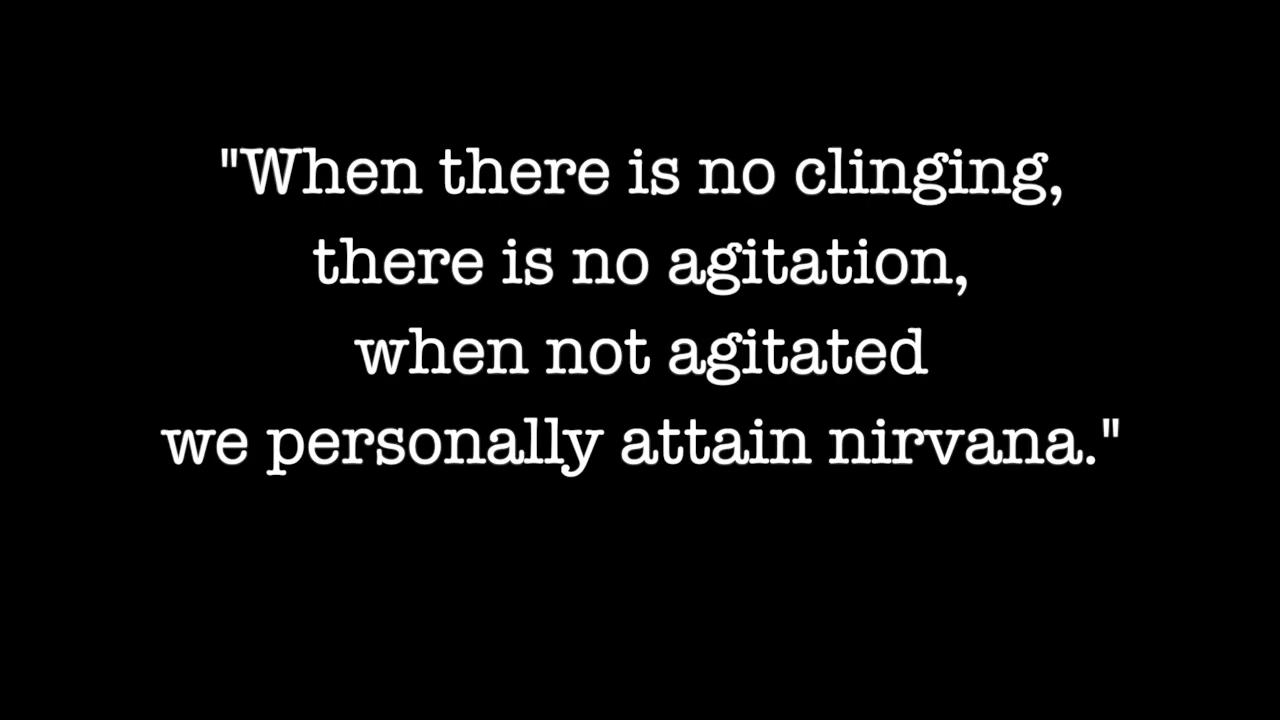 "When there is no clinging,
there is no agitation,
when not agitated
we personally attain nirvana."